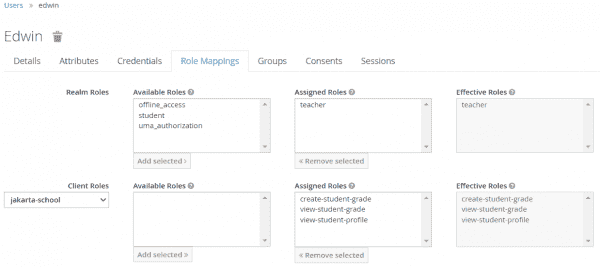 Users » edwin
Edwin
Details Attributes Credentials Role Mappings Groups Consents Sessions
Realm Roles Available Roles Assigned Roles Effective Roles
offline_access teacher teacher
student
uma_authorization
Add selected › « Remove selected
Client Roles Available Roles Assigned Roles Effective Roles
jakarta-school create-student-grade create-student-grade
view-student-grade view-student-grade
view-student-profile view-student-profile
Add selected » « Remove selected